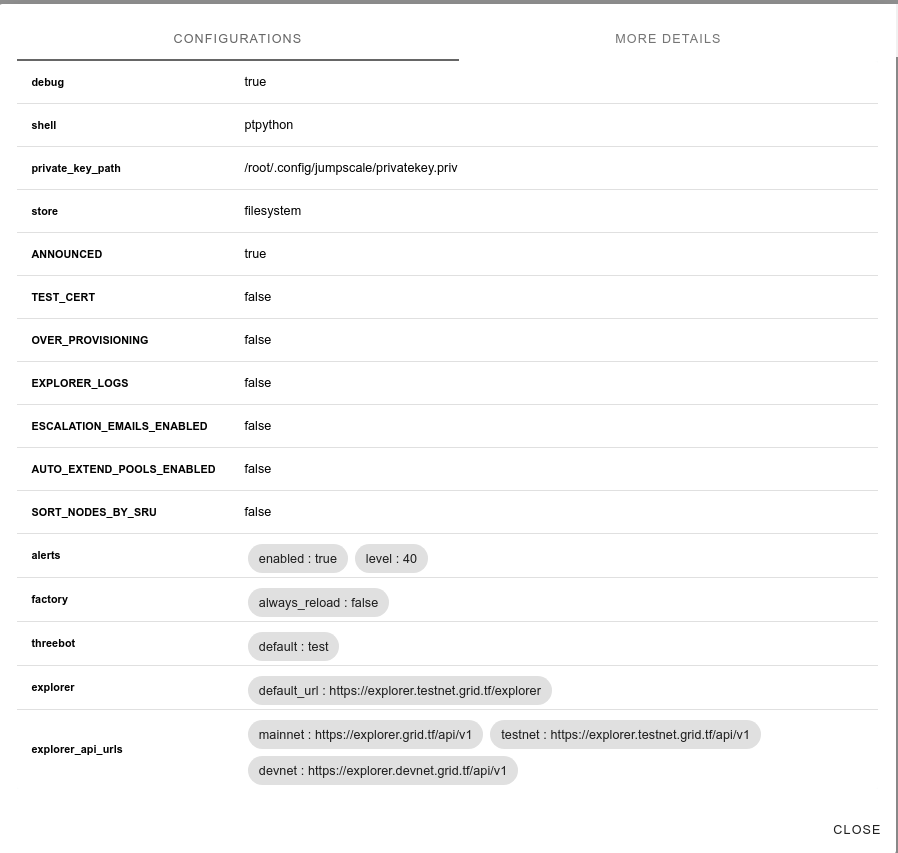 CONFIGURATIONS MORE DETAILS
debug true
shell ptpython
private_key_path /root/.config/jumpscale/privatekey.priv
store filesystem
ANNOUNCED true
TEST_CERT false
OVER_PROVISIONING false
EXPLORER_LOGS false
ESCALATION_EMAILS_ENABLED false
AUTO_EXTEND_POOLS_ENABLED false
SORT_NODES_BY_SRU false
alerts enabled : true level : 40
factory always_reload : false
threebot default : test
explorer default_url : https://explorer.testnet.grid.tf/explorer
explorer_api_urls mainnet : https://explorer.grid.tf/api/v1 testnet : https://explorer.testnet.grid.tf/api/v1
devnet : https://explorer.devnet.grid.tf/api/v1
CLOSE